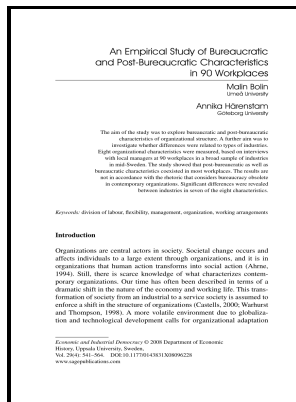 An Empirical Study of Bureaucratic
and Post-Bureaucratic Characteristics
in 90 Workplaces
Malin Bolin
Umeå University
Annika Härenstam
Göteborg University
The aim of the study was to explore bureaucratic and post-bureaucratic
characteristics of organizational structure. A further aim was to
investigate whether differences were related to types of industries.
Eight organizational characteristics were measured, based on interviews
with local managers at 90 workplaces in a broad sample of industries
in mid-Sweden. The study showed that post-bureaucratic as well as
bureaucratic characteristics coexisted in most workplaces. The results are
not in accordance with the rhetoric that considers bureaucracy obsolete
in contemporary organizations. Significant differences were revealed
between industries in seven of the eight characteristics.
Keywords: division of labour, flexibility, management, organization, working arrangements
Introduction
Organizations are central actors in society. Societal change occurs and
affects individuals to a large extent through organizations, and it is in
organizations that human action transforms into social action (Ahrne,
1994). Still, there is scarce knowledge of what characterizes contem-
porary organizations. Our time has often been described in terms of a
dramatic shift in the nature of the economy and working life. This trans-
formation of society from an industrial to a service society is assumed to
enforce a shift in the structure of organizations (Castells, 2000; Warhurst
and Thompson, 1998). A more volatile environment due to globaliza-
tion and technological development calls for organizational adaptation
Economic and Industrial Democracy © 2008 Department of Economic
History, Uppsala University, Sweden,
Vol. 29(4): 541–564. DOI:10.1177/0143831X08096228
www.sagepublications.com